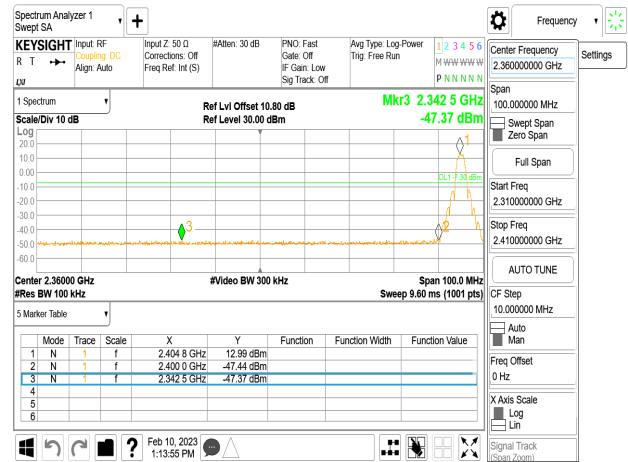 Spectrum Analyzer 1
Swept SA
Frequency
KEYSIGHT
R T
Input: RF
Coupling: DC
Align: Auto
Input Z: 50 Ω
Corrections: Off
Freq Ref: Int (S)
#Atten: 30 dB
PNO: Fast
Gate: Off
IF Gain: Low
Sig Track: Off
Avg Type: Log-Power
Trig: Free Run
1 2 3 4 5 6
M W W W W W
P N N N N N
Center Frequency
2.360000000 GHz
Settings
Span
100.000000 MHz
Swept Span
Zero Span
Full Span
Start Freq
2.310000000 GHz
Stop Freq
2.410000000 GHz
AUTO TUNE
CF Step
10.000000 MHz
Auto
Man
Freq Offset
0 Hz
X Axis Scale
Log
Lin
Signal Track
(Span Zoom)
1 Spectrum
Scale/Div 10 dB
Ref Lvl Offset 10.80 dB
Ref Level 30.00 dBm
Mkr3 2.342 5 GHz
-47.37 dBm
Log
20.0
10.0
0.00
-10.0
-20.0
-30.0
-40.0
-50.0
-60.0
1
DL1 -7.30 dBm
2
3
Center 2.36000 GHz
#Video BW 300 kHz
Span 100.0 MHz
#Res BW 100 kHz
Sweep 9.60 ms (1001 pts)
5 Marker Table
Mode Trace Scale X Y Function Function Width Function Value
1 N 1 f 2.404 8 GHz 12.99 dBm
2 N 1 f 2.400 0 GHz -47.44 dBm
3 N 1 f 2.342 5 GHz -47.37 dBm
4
5
6
?
Feb 10, 2023
1:13:55 PM